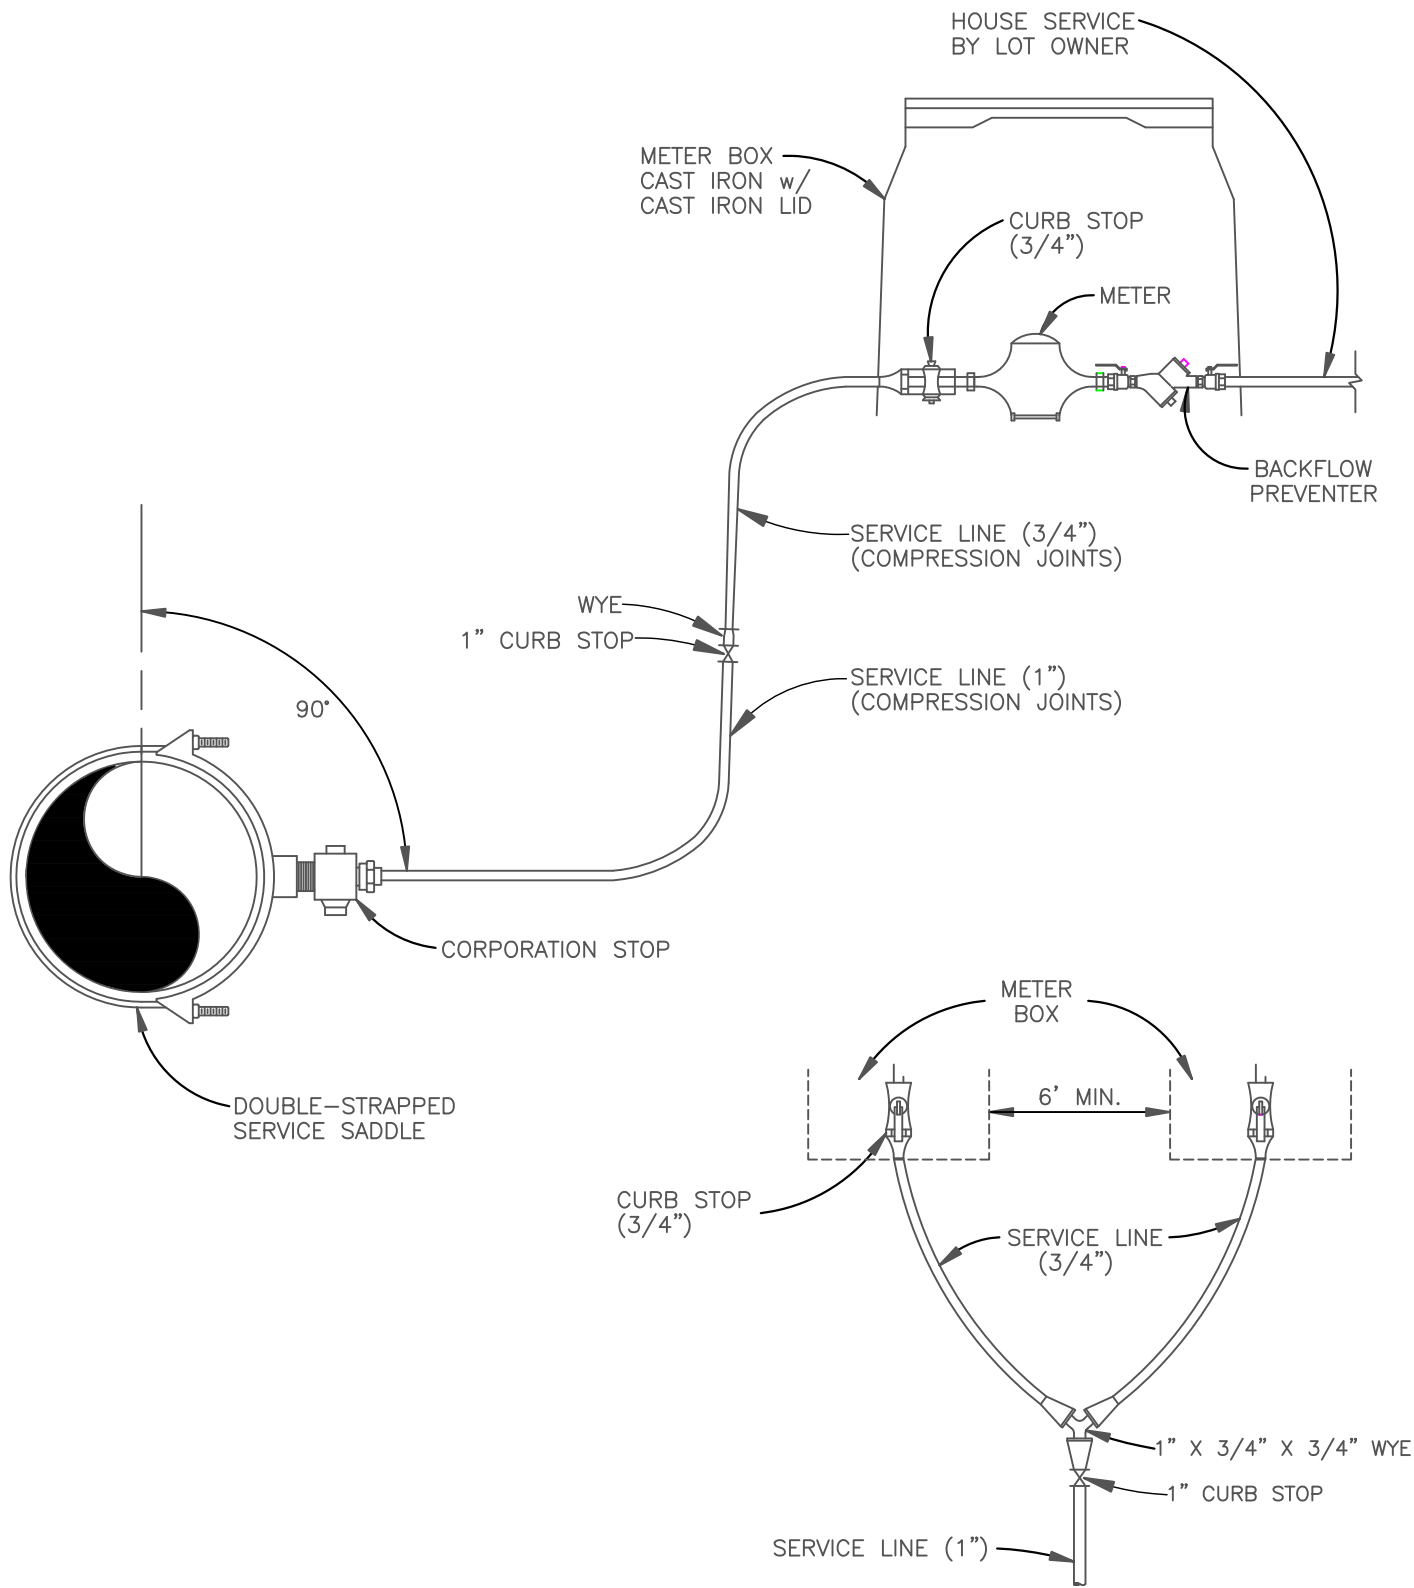 HOUSE SERVICE
BY LOT OWNER
METER BOX
CAST IRON w/
CAST IRON LID
CURB STOP
(3/4”)
METER
BACKFLOW
PREVENTER
SERVICE LINE (3/4”)
(COMPRESSION JOINTS)
WYE
1” CURB STOP
SERVICE LINE (1”)
(COMPRESSION JOINTS)
90°
CORPORATION STOP
DOUBLE-STRAPPED
SERVICE SADDLE
METER
BOX
6’ MIN.
CURB STOP
(3/4”)
SERVICE LINE
(3/4”)
1” X 3/4” X 3/4” WYE
1” CURB STOP
SERVICE LINE (1”)